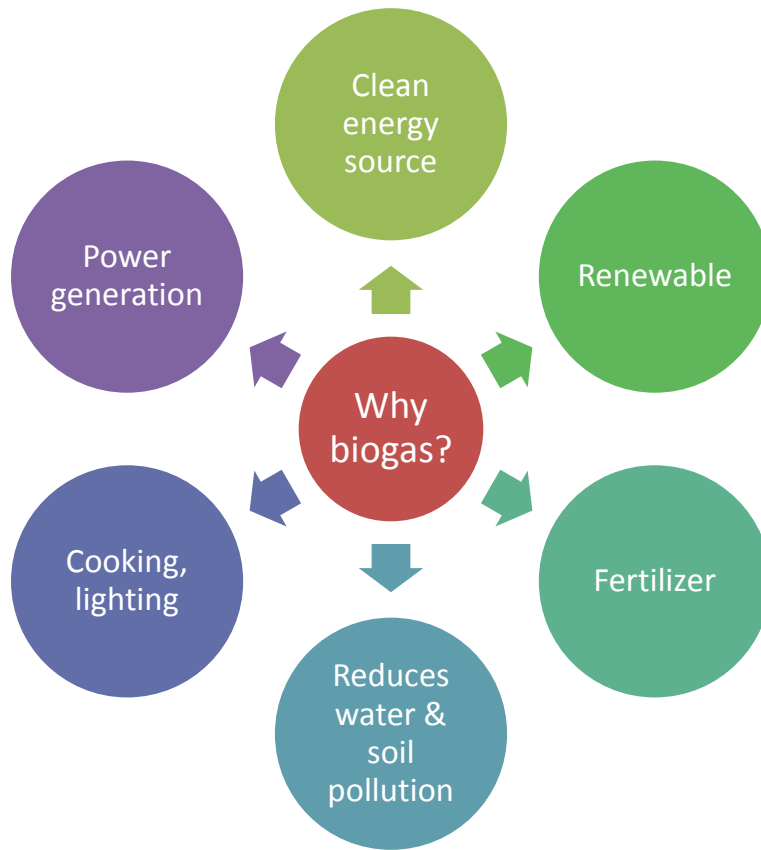 Clean
energy
source
Power
generation
Renewable
Why
biogas?
Cooking,
lighting
Fertilizer
Reduces
water &
soil
pollution